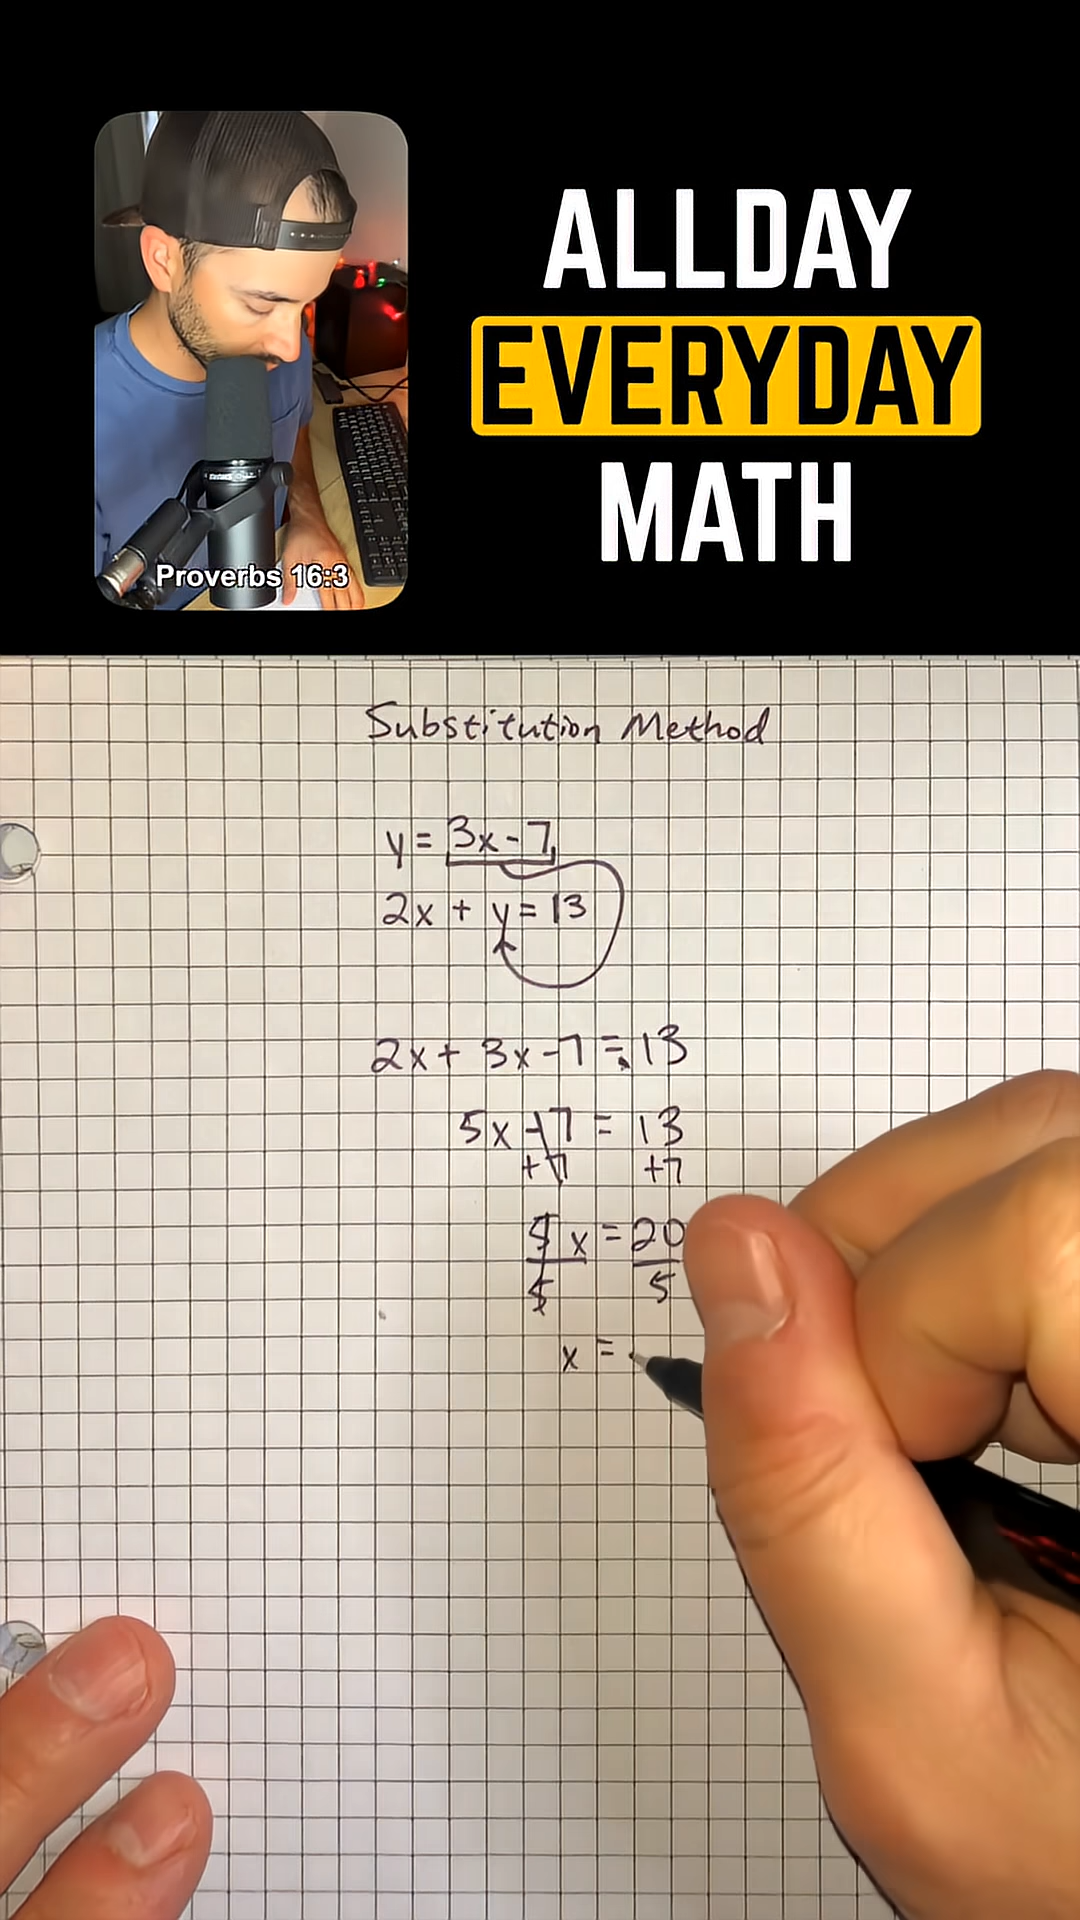 ALLDAY
EVERYDAY
MATH
Proverbs 16:3
Substitution Method
y = 3x - 7
2x + y = 13
2x + 3x - 7 = 13
5x - 7 = 13
+7 +7
5x = 20
5 5
x =